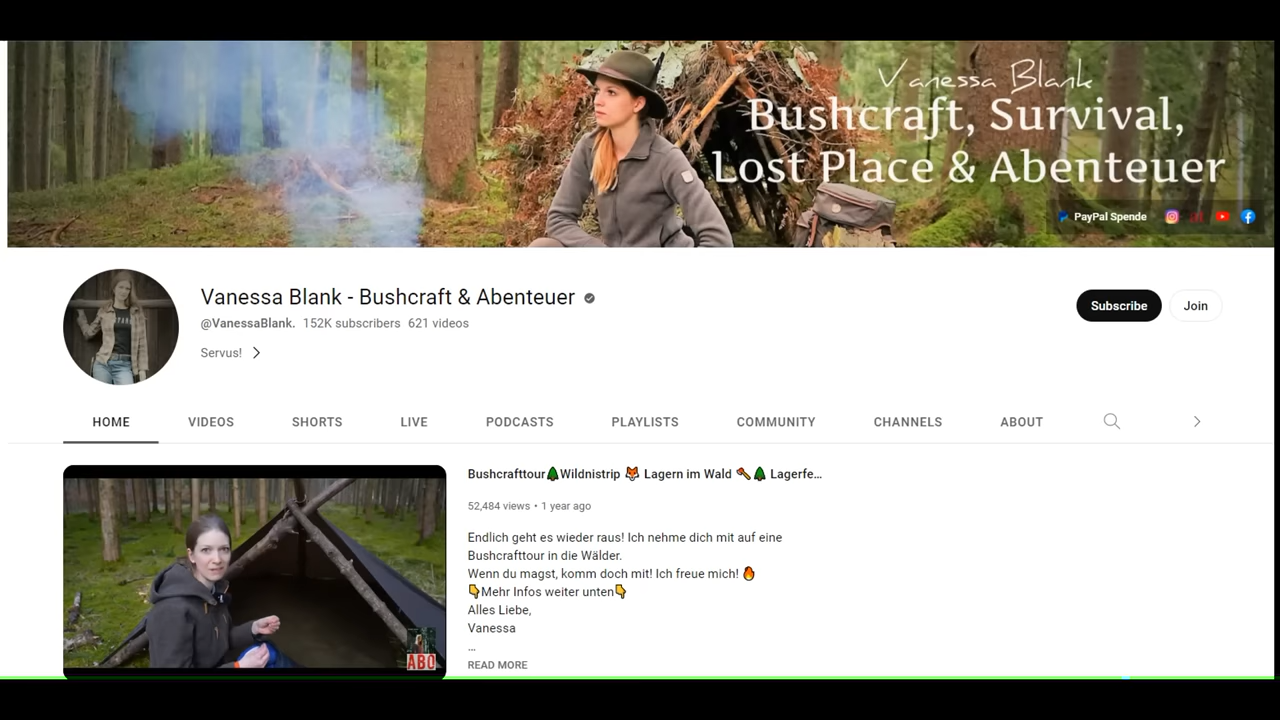 Vanessa Blank
Bushcraft, Survival,
Lost Place & Abenteuer
PayPal Spende
Vanessa Blank - Bushcraft & Abenteuer
@VanessaBlank. 152K subscribers 621 videos
Servus!
Subscribe
Join
HOME VIDEOS SHORTS LIVE PODCASTS PLAYLISTS COMMUNITY CHANNELS ABOUT
Bushcrafttour🌲Wildnistrip 🦊 Lagern im Wald 🪓🌲 Lagerfe...
52,484 views • 1 year ago
Endlich geht es wieder raus! Ich nehme dich mit auf eine
Bushcrafttour in die Wälder.
Wenn du magst, komm doch mit! Ich freue mich! 🔥
👇Mehr Infos weiter unten👇
Alles Liebe,
Vanessa
...
READ MORE
ABO